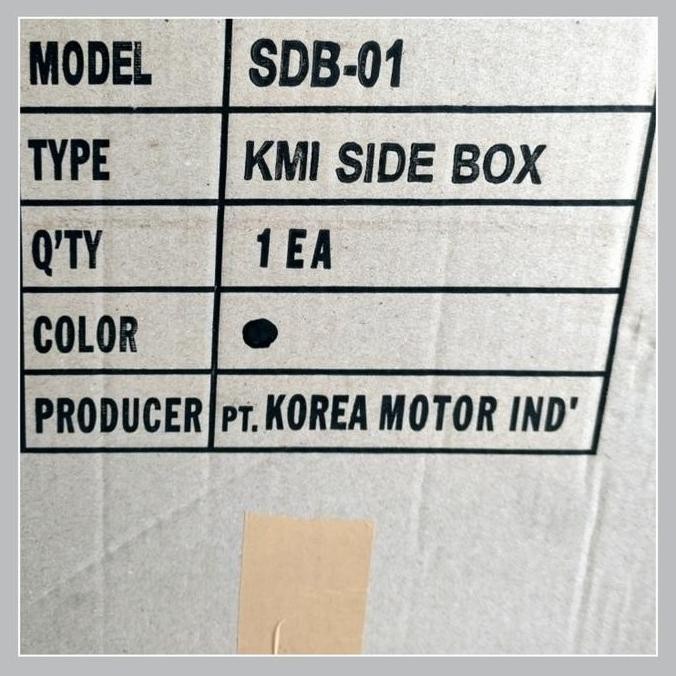 MODEL SDB-01
TYPE KMI SIDE BOX
Q'TY 1 EA
COLOR ●
PRODUCER PT. KOREA MOTOR IND'